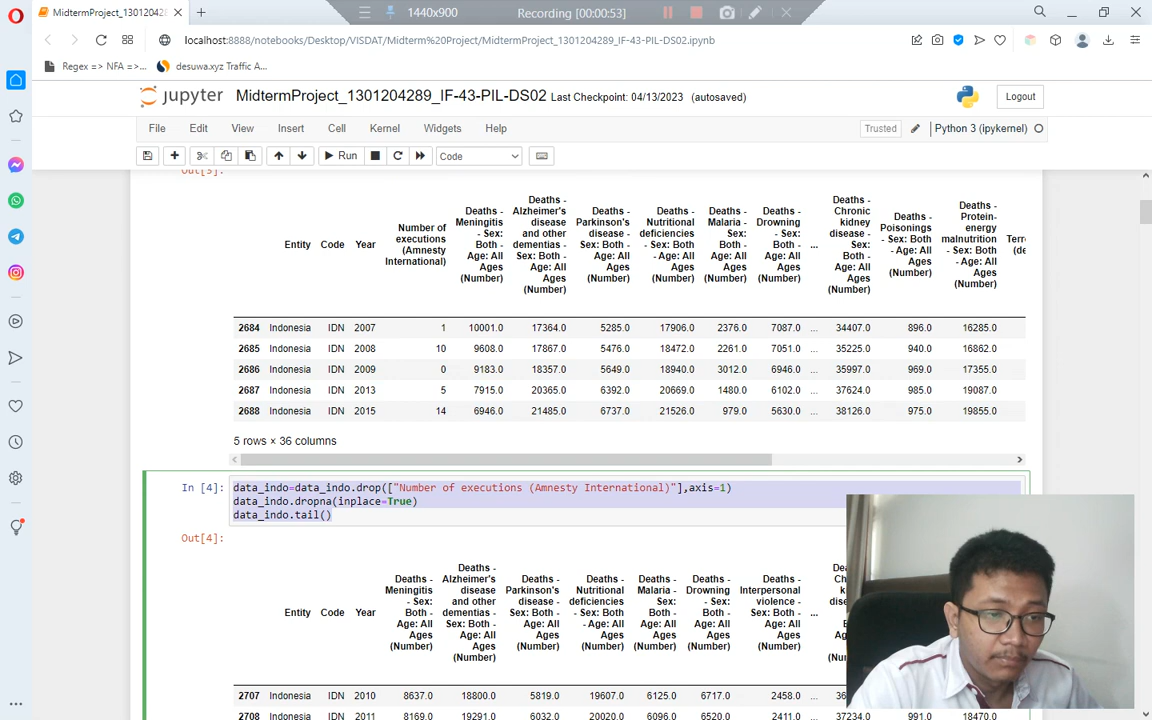 MidtermProject_1301204289
1440x900
Recording [00:00:53]
localhost:8888/notebooks/Desktop/VISDAT/Midterm%20Project/MidtermProject_1301204289_IF-43-PIL-DS02.ipynb
Regex => NFA =>...
desuwa.xyz Traffic A...
jupyter
MidtermProject_1301204289_IF-43-PIL-DS02 Last Checkpoint: 04/13/2023 (autosaved)
Logout
File Edit View Insert Cell Kernel Widgets Help
Trusted
Python 3 (ipykernel)
Run
Code
Out[3]:
Entity Code Year
Number of
executions
(Amnesty
International)
Deaths -
Meningitis
- Sex:
Both -
Age: All
Ages
(Number)
Deaths -
Alzheimer's
disease
and other
dementias -
Sex: Both -
Age: All
Ages
(Number)
Deaths -
Parkinson's
disease -
Sex: Both
- Age: All
Ages
(Number)
Deaths -
Nutritional
deficiencies
- Sex: Both
- Age: All
Ages
(Number)
Deaths -
Malaria -
Sex: Both
- Age: All
Ages
(Number)
Deaths -
Drowning
- Sex:
Both -
Age: All
Ages
(Number)
...
Deaths -
Chronic
kidney
disease -
Sex:
Both -
Age: All
Ages
(Number)
Deaths -
Poisonings
- Sex: Both
- Age: All
Ages
(Number)
Deaths -
Protein-
energy
malnutrition
- Sex: Both
- Age: All
Ages
(Number)
Terr
(de
2684 Indonesia IDN 2007 1 10001.0 17364.0 5285.0 17906.0 2376.0 7087.0 ... 34407.0 896.0 16285.0
2685 Indonesia IDN 2008 10 9608.0 17867.0 5476.0 18472.0 2261.0 7051.0 ... 35225.0 940.0 16862.0
2686 Indonesia IDN 2009 0 9183.0 18357.0 5649.0 18940.0 3012.0 6946.0 ... 35997.0 969.0 17355.0
2687 Indonesia IDN 2013 5 7915.0 20365.0 6392.0 20669.0 1480.0 6102.0 ... 37624.0 985.0 19087.0
2688 Indonesia IDN 2015 14 6946.0 21485.0 6737.0 21526.0 979.0 5630.0 ... 38126.0 975.0 19855.0
5 rows × 36 columns
In [4]:
data_indo=data_indo.drop(["Number of executions (Amnesty International)"],axis=1)
data_indo.dropna(inplace=True)
data_indo.tail()
Out[4]:
Entity Code Year
Deaths -
Meningitis
- Sex:
Both -
Age: All
Ages
(Number)
Deaths -
Alzheimer's
disease
and other
dementias
- Sex:
Both -
Age: All
Ages
(Number)
Deaths -
Parkinson's
disease -
Sex: Both
- Age: All
Ages
(Number)
Deaths -
Nutritional
deficiencies
- Sex: Both
- Age: All
Ages
(Number)
Deaths -
Malaria -
Sex:
Both -
Age: All
Ages
(Number)
Deaths -
Drowning
- Sex:
Both -
Age: All
Ages
(Number)
Deaths -
Interpersonal
violence -
Sex: Both -
Age: All
Ages
(Number)
...
2707 Indonesia IDN 2010 8637.0 18800.0 5819.0 19607.0 6125.0 6717.0 2458.0 ...
2708 Indonesia IDN 2011 8169.0 19291.0 6032.0 20020.0 6096.0 6520.0 2411.0 ... 37234.0 991.0 18470.0